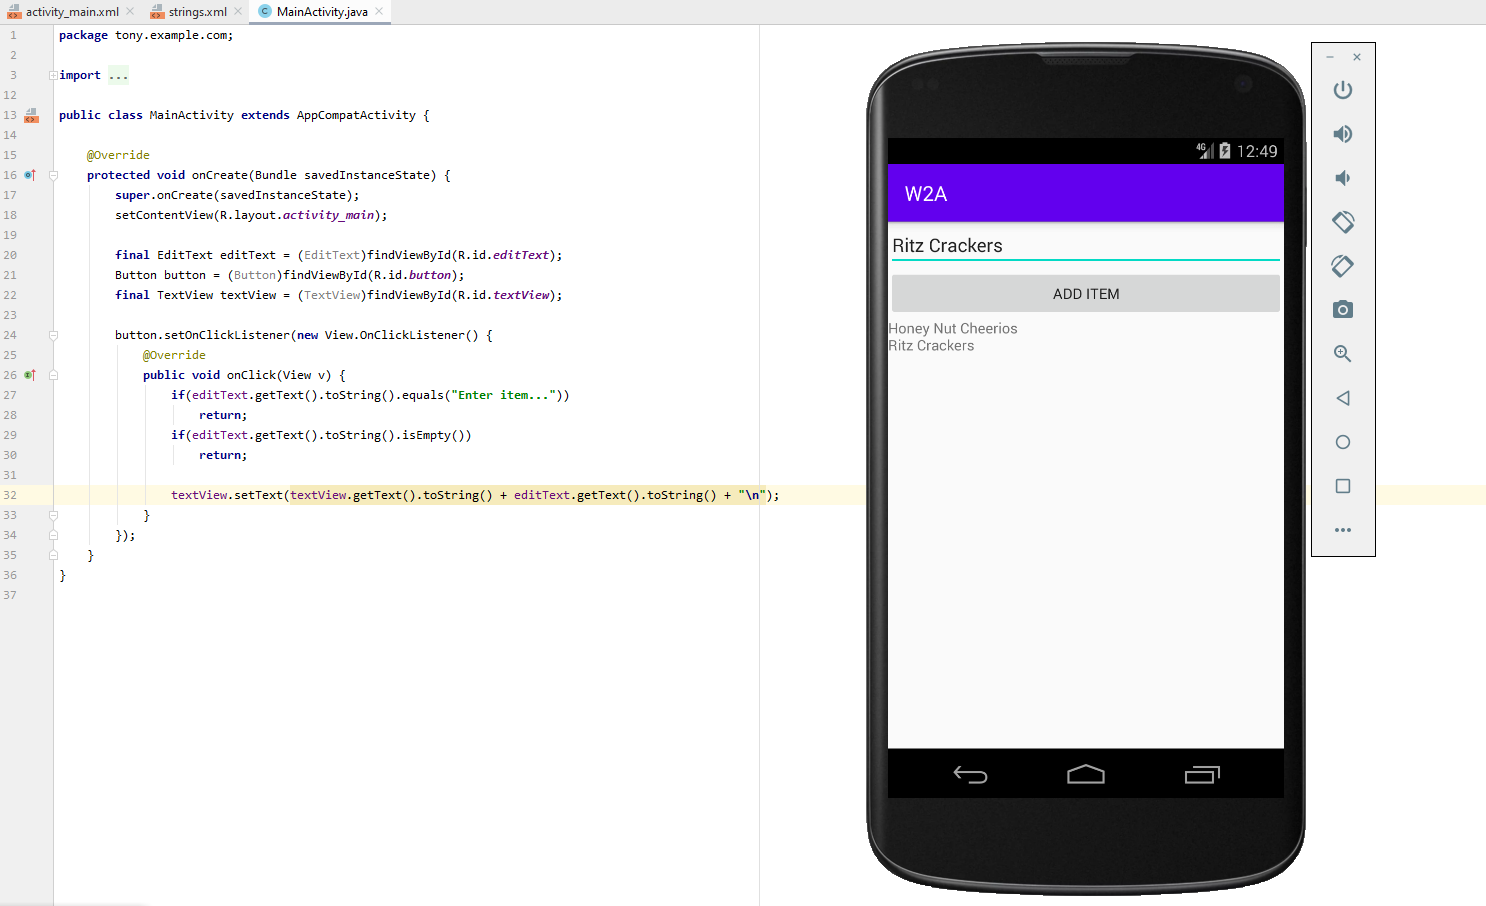 activity_main.xml strings.xml MainActivity.java
1 package tony.example.com;
2
3 import ...
12
13 public class MainActivity extends AppCompatActivity {
14
15 @Override
16 protected void onCreate(Bundle savedInstanceState) {
17 super.onCreate(savedInstanceState);
18 setContentView(R.layout.activity_main);
19
20 final EditText editText = (EditText)findViewById(R.id.editText);
21 Button button = (Button)findViewById(R.id.button);
22 final TextView textView = (TextView)findViewById(R.id.textView);
23
24 button.setOnClickListener(new View.OnClickListener() {
25 @Override
26 public void onClick(View v) {
27 if(editText.getText().toString().equals("Enter item..."))
28 return;
29 if(editText.getText().toString().isEmpty())
30 return;
31
32 textView.setText(textView.getText().toString() + editText.getText().toString() + "\n");
33 }
34 });
35 }
36 }
37
4G 12:49
W2A
Ritz Crackers
ADD ITEM
Honey Nut Cheerios
Ritz Crackers